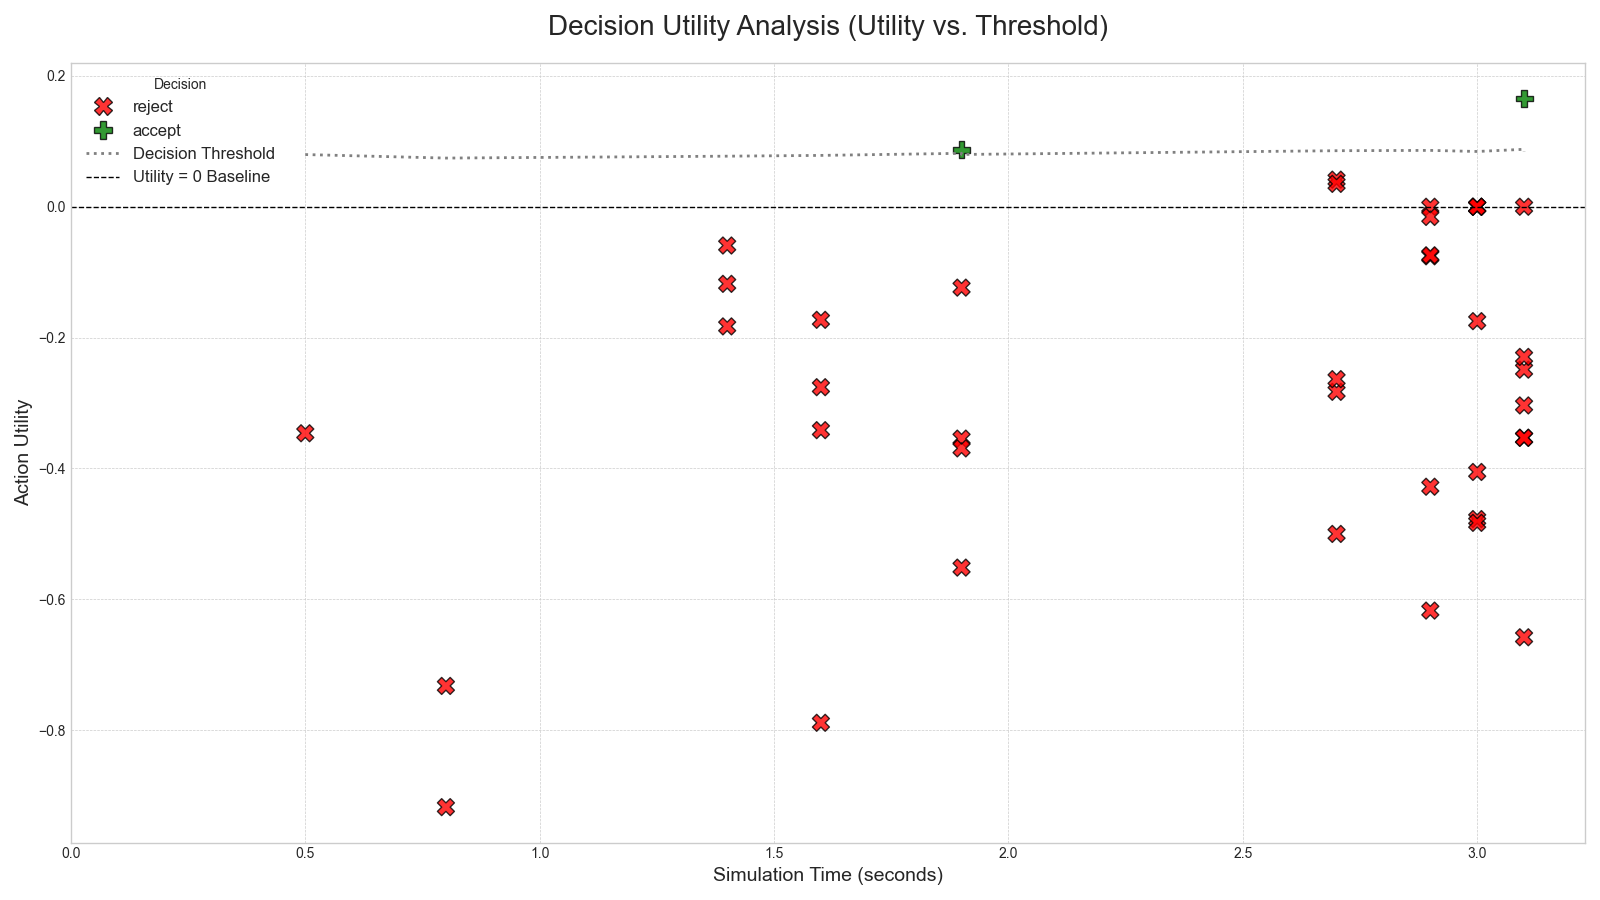 Decision Utility Analysis (Utility vs. Threshold)
Decision
reject
accept
Decision Threshold
Utility = 0 Baseline
Action Utility
0.2
0.0
−0.2
−0.4
−0.6
−0.8
0.0 0.5 1.0 1.5 2.0 2.5 3.0
Simulation Time (seconds)